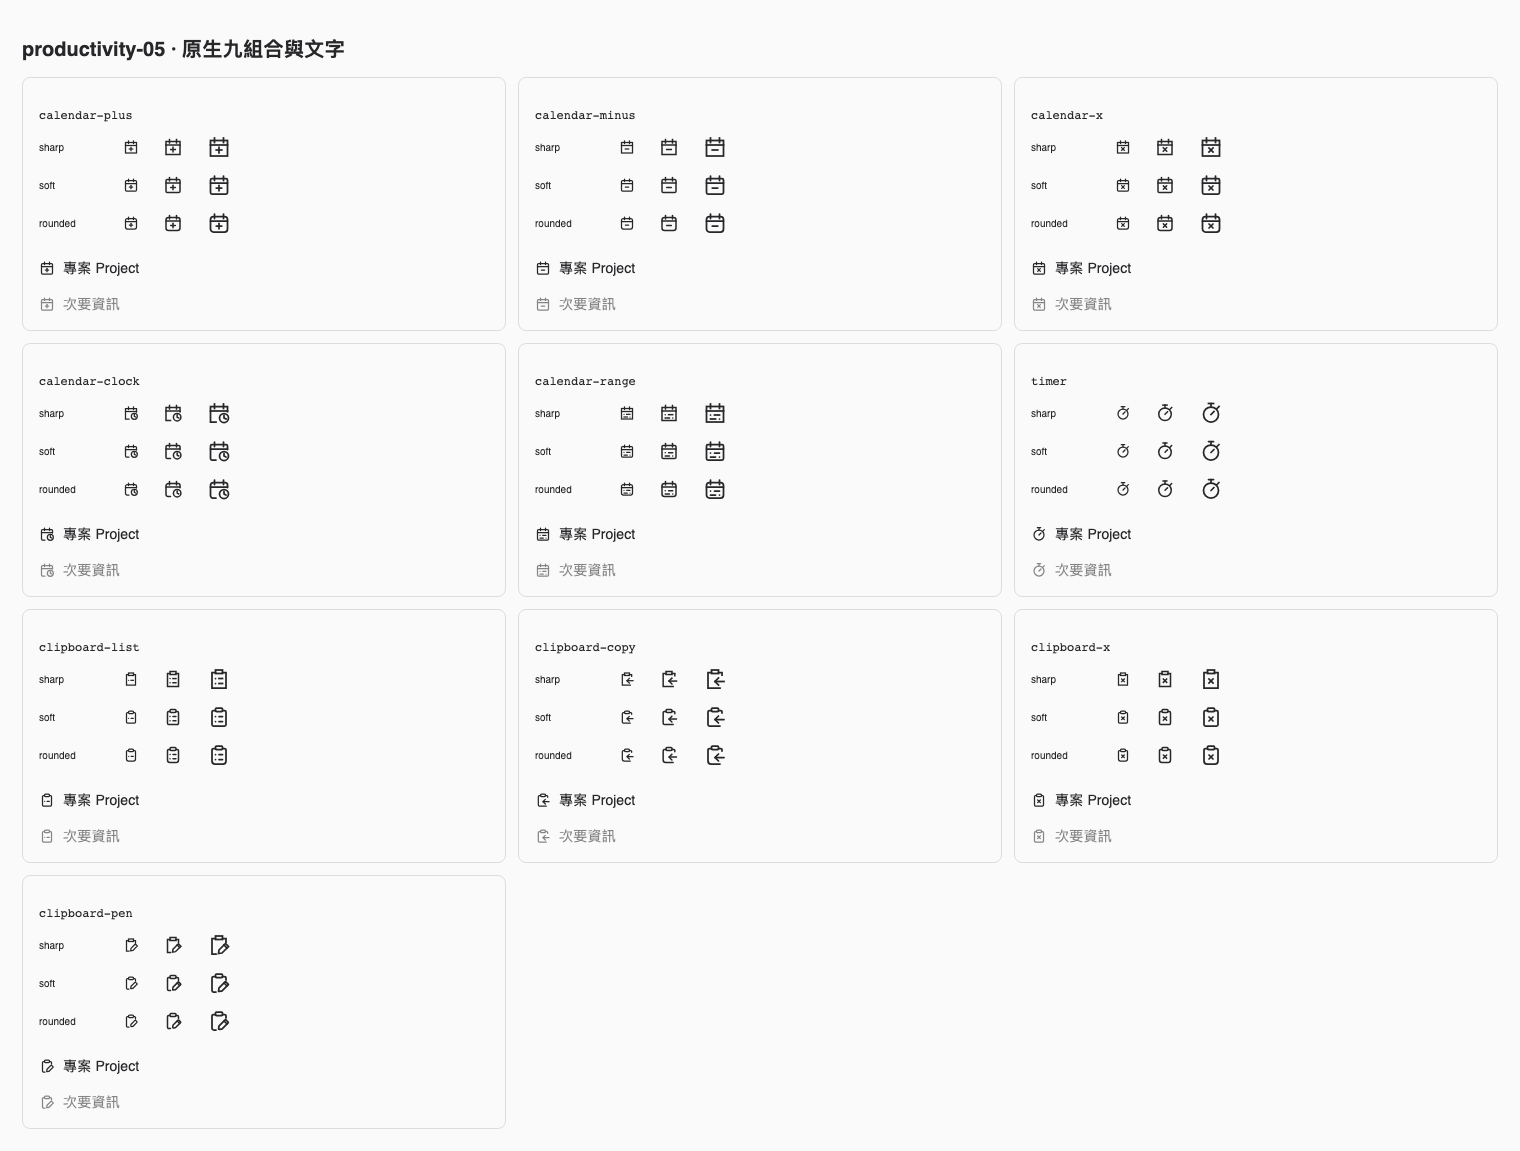 productivity-05 · 原生九組合與文字
calendar-plus
sharp
soft
rounded
專案 Project
次要資訊
calendar-minus
sharp
soft
rounded
專案 Project
次要資訊
calendar-x
sharp
soft
rounded
專案 Project
次要資訊
calendar-clock
sharp
soft
rounded
專案 Project
次要資訊
calendar-range
sharp
soft
rounded
專案 Project
次要資訊
timer
sharp
soft
rounded
專案 Project
次要資訊
clipboard-list
sharp
soft
rounded
專案 Project
次要資訊
clipboard-copy
sharp
soft
rounded
專案 Project
次要資訊
clipboard-x
sharp
soft
rounded
專案 Project
次要資訊
clipboard-pen
sharp
soft
rounded
專案 Project
次要資訊